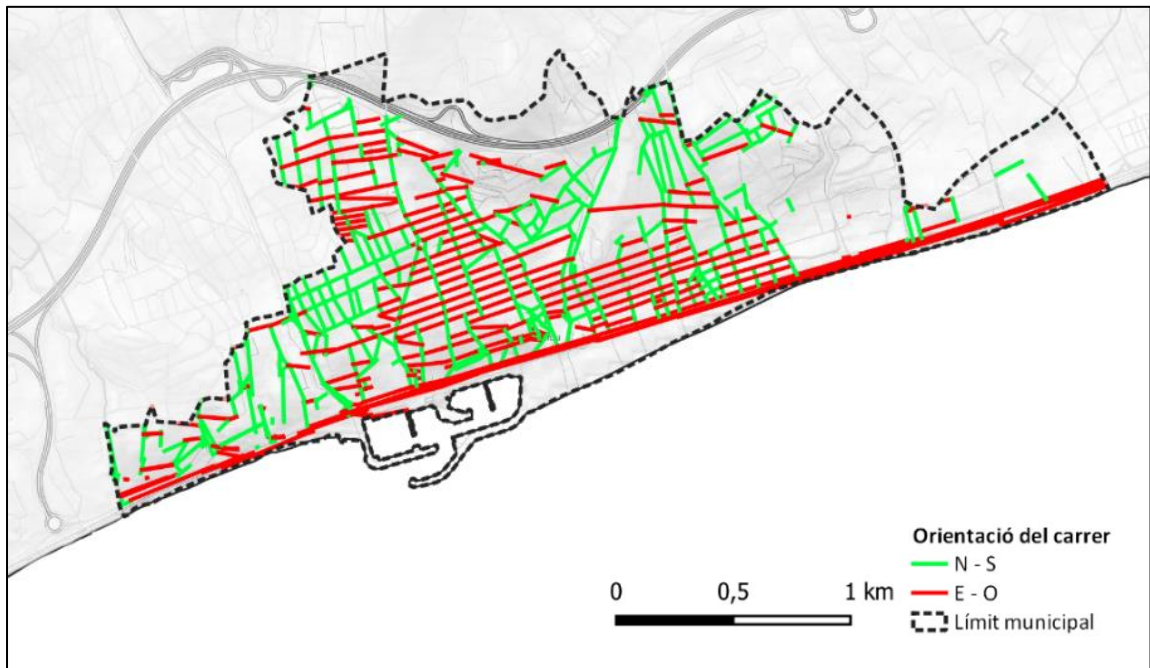 Orientació del carrer
N - S
E - O
Límit municipal
0 0,5 1 km